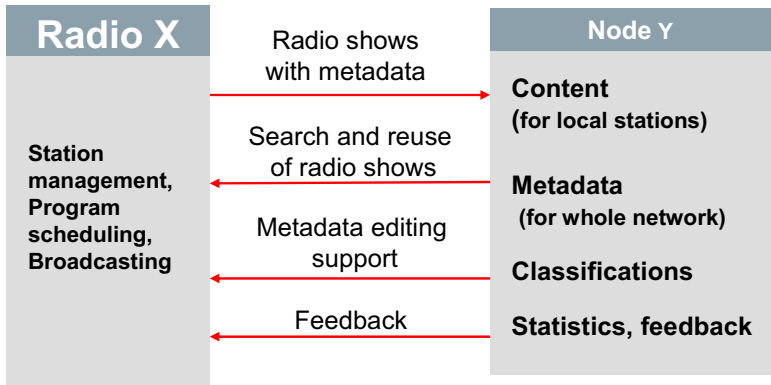 Radio X
Station
management,
Program
scheduling,
Broadcasting
Radio shows
with metadata
Search and reuse
of radio shows
Metadata editing
support
Feedback
Node Y
Content
(for local stations)
Metadata
(for whole network)
Classifications
Statistics, feedback